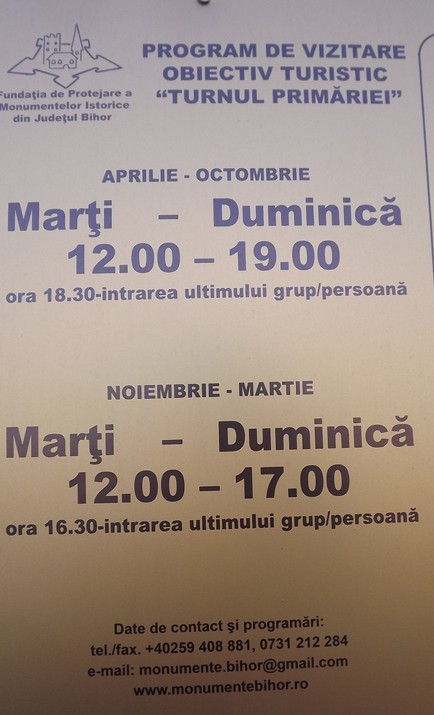 Fundaţia de Protejare a
Monumentelor Istorice
din Judeţul Bihor
PROGRAM DE VIZITARE
OBIECTIV TURISTIC
“TURNUL PRIMĂRIEI”
APRILIE - OCTOMBRIE
Marţi – Duminică
12.00 – 19.00
ora 18.30-intrarea ultimului grup/persoană
NOIEMBRIE - MARTIE
Marţi – Duminică
12.00 – 17.00
ora 16.30-intrarea ultimului grup/persoană
Date de contact şi programări:
tel./fax. +40259 408 881, 0731 212 284
e-mail: monumente.bihor@gmail.com
www.monumentebihor.ro